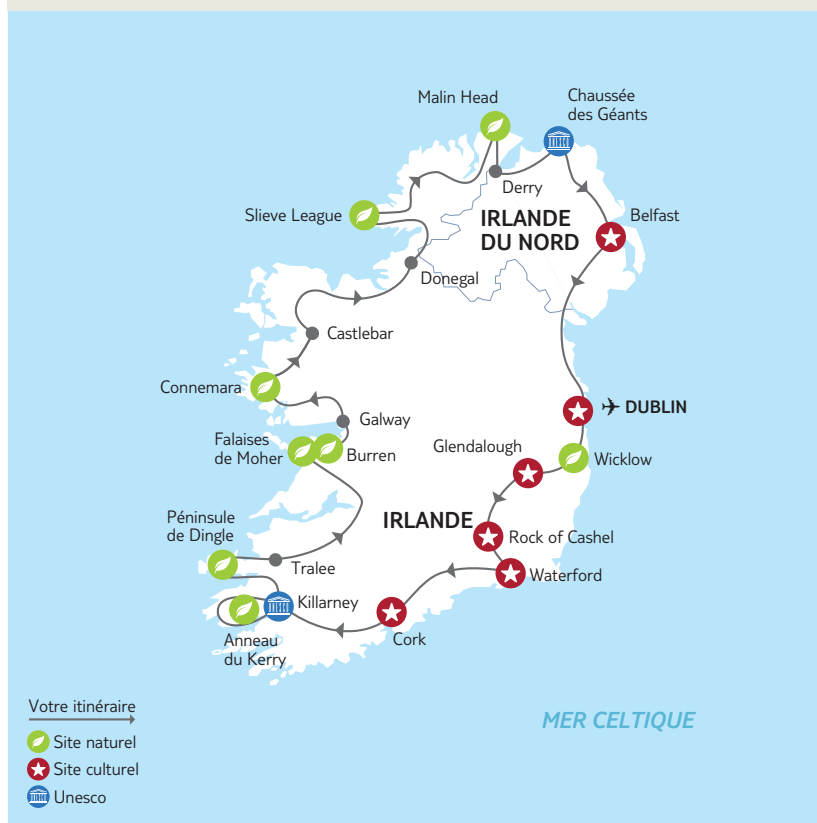 Malin Head
Chaussée
des Géants
Derry
Slieve League
IRLANDE
DU NORD
Belfast
Donegal
Castlebar
Connemara
DUBLIN
Galway
Falaises
de Moher
Burren
Glendalough
Wicklow
IRLANDE
Rock of Cashel
Péninsule
de Dingle
Tralee
Waterford
Killarney
Anneau
du Kerry
Cork
Votre itinéraire
MER CELTIQUE
Site naturel
Site culturel
Unesco